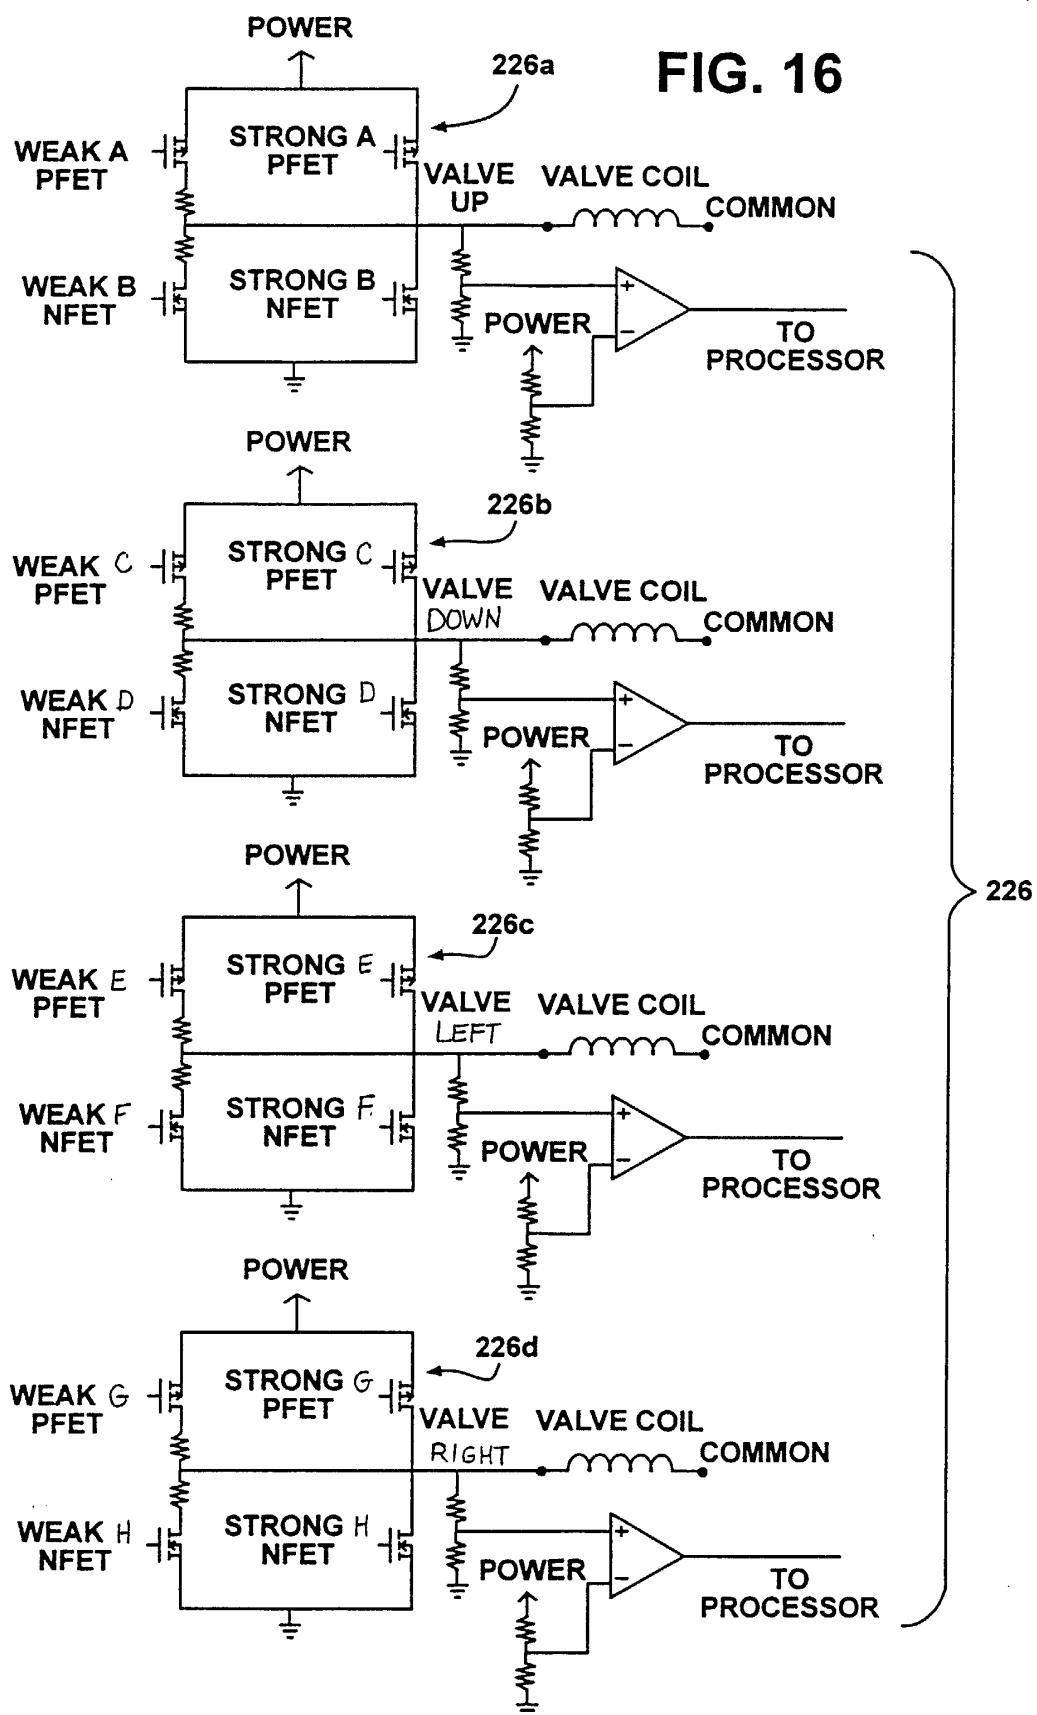 POWER
FIG. 16
226a
WEAK A
PFET
STRONG A
PFET
VALVE
UP
VALVE COIL
COMMON
WEAK B
NFET
STRONG B
NFET
POWER
+
−
TO
PROCESSOR
POWER
226b
WEAK C
PFET
STRONG C
PFET
VALVE
DOWN
VALVE COIL
COMMON
WEAK D
NFET
STRONG D
NFET
POWER
+
−
TO
PROCESSOR
226
POWER
226c
WEAK E
PFET
STRONG E
PFET
VALVE
LEFT
VALVE COIL
COMMON
WEAK F
NFET
STRONG F
NFET
POWER
+
−
TO
PROCESSOR
POWER
226d
WEAK G
PFET
STRONG G
PFET
VALVE
RIGHT
VALVE COIL
COMMON
WEAK H
NFET
STRONG H
NFET
POWER
+
−
TO
PROCESSOR